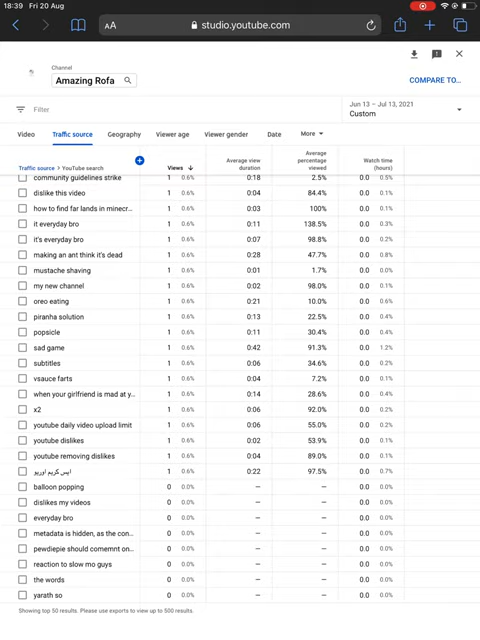 18:39 Fri 20 Aug
AA studio.youtube.com
Channel
Amazing Rofa
COMPARE TO...
Filter
Jun 13 – Jul 13, 2021
Custom
Video Traffic source Geography Viewer age Viewer gender Date More
Traffic source > YouTube search Views Average view duration Average percentage viewed Watch time (hours)
community guidelines strike 1 0.6% 0:18 2.5% 0.0 0.5%
dislike this video 1 0.6% 0:04 84.4% 0.0 0.1%
how to find far lands in minecr... 1 0.6% 0:03 100% 0.0 0.1%
it everyday bro 1 0.6% 0:11 138.5% 0.0 0.3%
it's everyday bro 1 0.6% 0:07 98.8% 0.0 0.2%
making an ant think it's dead 1 0.6% 0:28 47.7% 0.0 0.8%
mustache shaving 1 0.6% 0:01 1.7% 0.0 0.0%
my new channel 1 0.6% 0:02 98.0% 0.0 0.1%
oreo eating 1 0.6% 0:21 10.0% 0.0 0.6%
piranha solution 1 0.6% 0:13 22.5% 0.0 0.4%
popsicle 1 0.6% 0:11 30.4% 0.0 0.4%
sad game 1 0.6% 0:42 91.3% 0.0 1.2%
subtitles 1 0.6% 0:06 34.6% 0.0 0.2%
vsauce farts 1 0.6% 0:04 7.2% 0.0 0.1%
when your girlfriend is mad at y... 1 0.6% 0:14 28.6% 0.0 0.4%
x2 1 0.6% 0:06 92.0% 0.0 0.2%
youtube daily video upload limit 1 0.6% 0:06 55.0% 0.0 0.2%
youtube dislikes 1 0.6% 0:02 53.9% 0.0 0.1%
youtube removing dislikes 1 0.6% 0:04 89.0% 0.0 0.1%
ایس کریم اوریو 1 0.6% 0:22 97.5% 0.0 0.7%
balloon popping 0 0.0% – – 0.0 0.0%
dislikes my videos 0 0.0% – – 0.0 0.0%
everyday bro 0 0.0% – – 0.0 0.0%
metadata is hidden, as the con... 0 0.0% – – 0.0 0.0%
pewdiepie should comemnt on... 0 0.0% – – 0.0 0.0%
reaction to slow mo guys 0 0.0% – – 0.0 0.0%
the words 0 0.0% – – 0.0 0.0%
yarath so 0 0.0% – – 0.0 0.0%
Showing top 50 results. Please use exports to view up to 500 results.